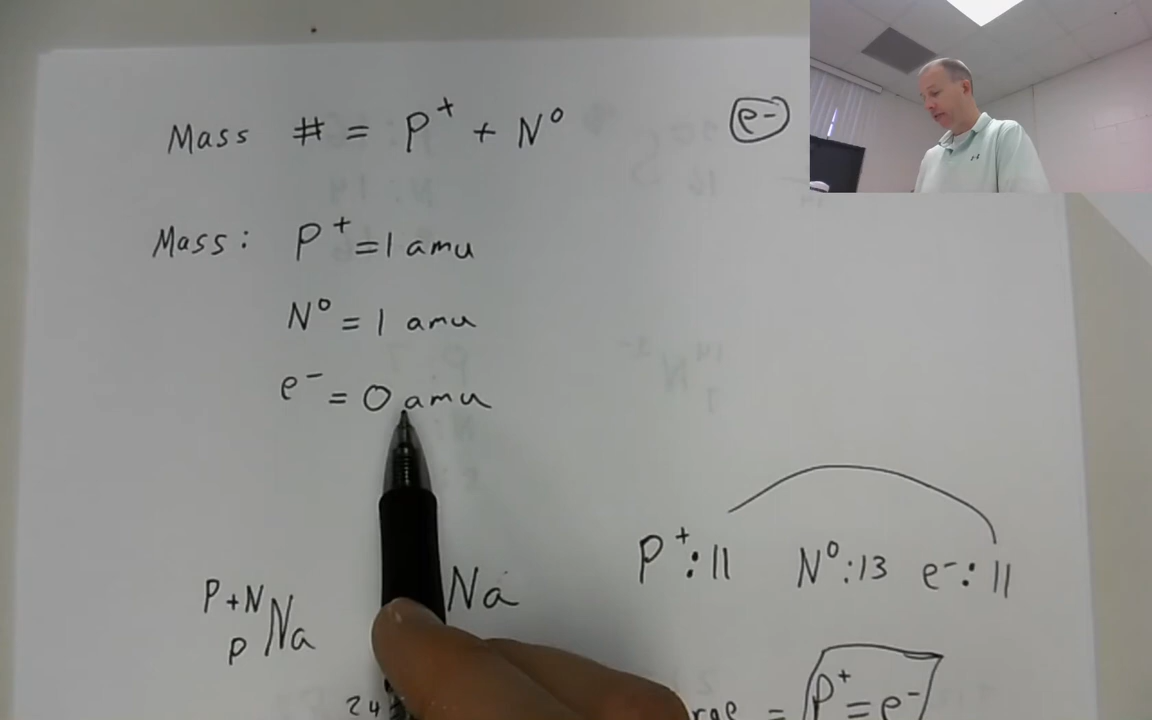 Mass # = P⁺ + N⁰ e-
Mass: P⁺ = 1 amu
N⁰ = 1 amu
e⁻ = 0 amu
P⁺: 11 N⁰: 13 e⁻: 11
P+N
Na
P
Na
24
P⁺ = e⁻